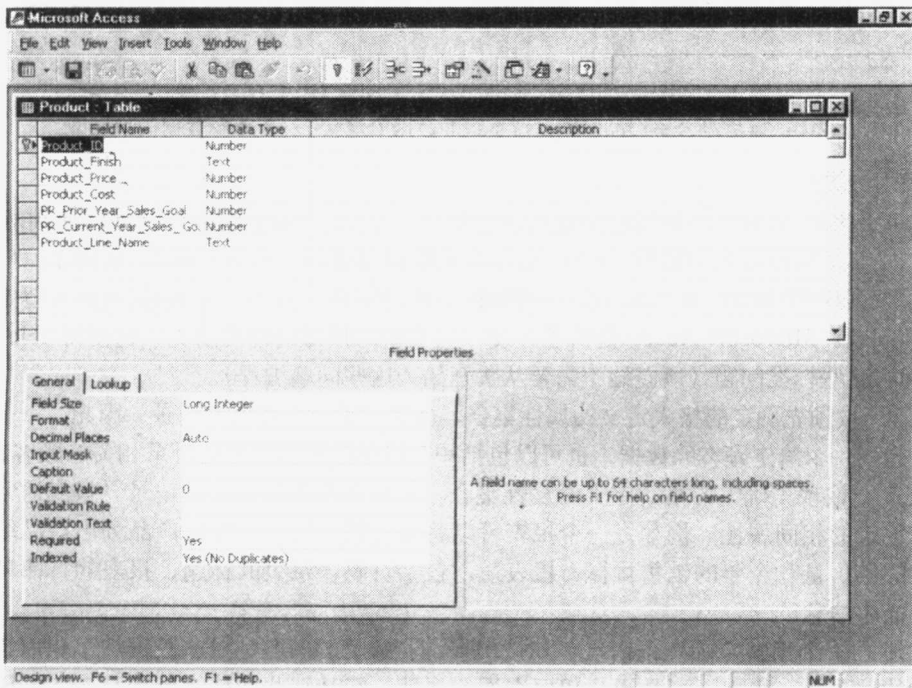 Microsoft Access
File Edit View Insert Tools Window Help
Product : Table
Field Name Data Type Description
Product_ID Number
Product_Finish Text
Product_Price Number
Product_Cost Number
PR_Prior_Year_Sales_Goal Number
PR_Current_Year_Sales_Go. Number
Product_Line_Name Text
Field Properties
General Lookup
Field Size Long Integer
Format
Decimal Places Auto
Input Mask
Caption
Default Value 0
Validation Rule
Validation Text
Required Yes
Indexed Yes (No Duplicates)
A field name can be up to 64 characters long, including spaces.
Press F1 for help on field names.
Design view. F6 = Switch panes. F1 = Help. NUM